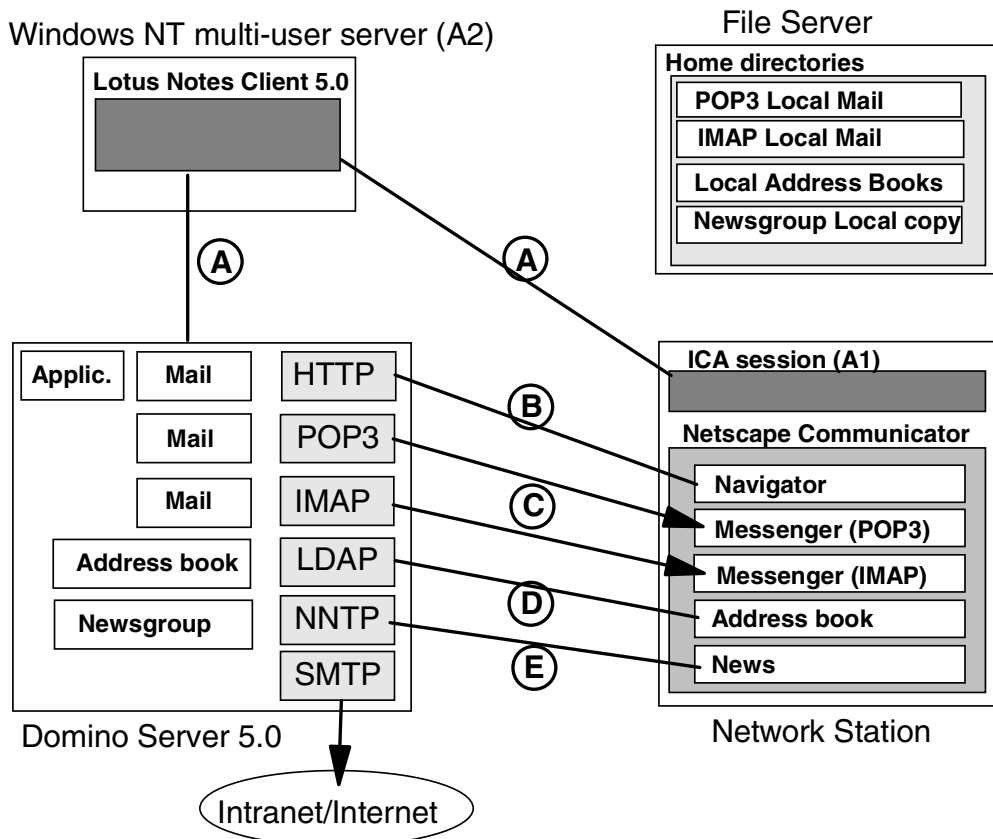 Windows NT multi-user server (A2)
Lotus Notes Client 5.0
File Server
Home directories
POP3 Local Mail
IMAP Local Mail
Local Address Books
Newsgroup Local copy
A
A
Applic.
Mail
HTTP
Mail
POP3
Mail
IMAP
Address book
LDAP
Newsgroup
NNTP
SMTP
Domino Server 5.0
Intranet/Internet
B
C
D
E
ICA session (A1)
Netscape Communicator
Navigator
Messenger (POP3)
Messenger (IMAP)
Address book
News
Network Station